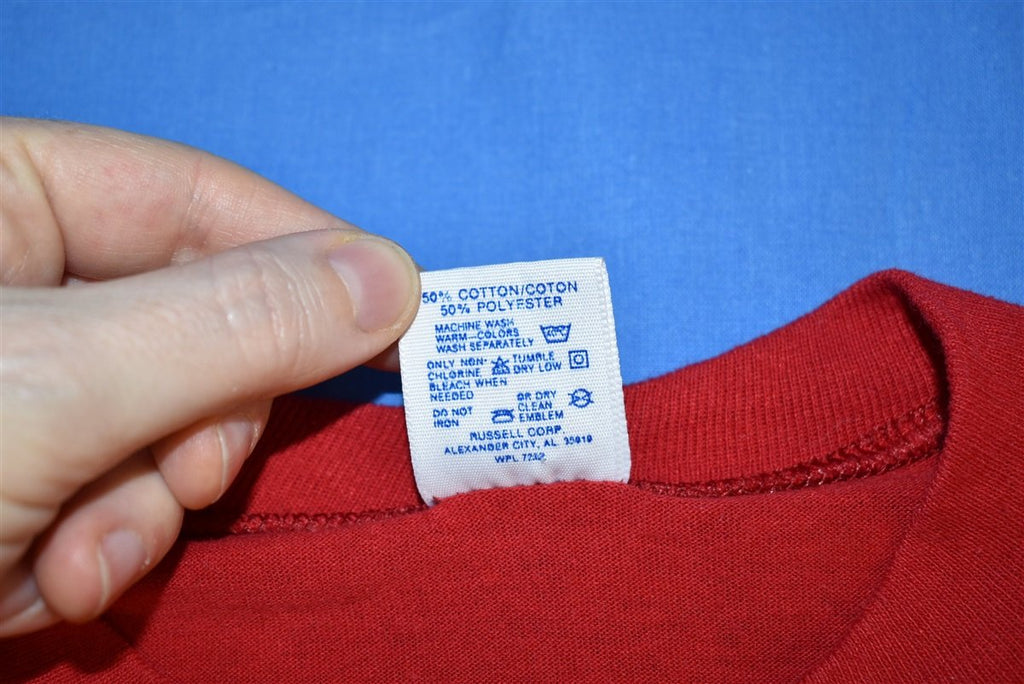 50% COTTON/COTON
50% POLYESTER
MACHINE WASH
WARM—COLORS
WASH SEPARATELY
ONLY NON-
CHLORINE
BLEACH WHEN
NEEDED
TUMBLE
DRY LOW
DO NOT
IRON
OR DRY
CLEAN
EMBLEM
RUSSELL CORP.
ALEXANDER CITY, AL. 35010
WPL